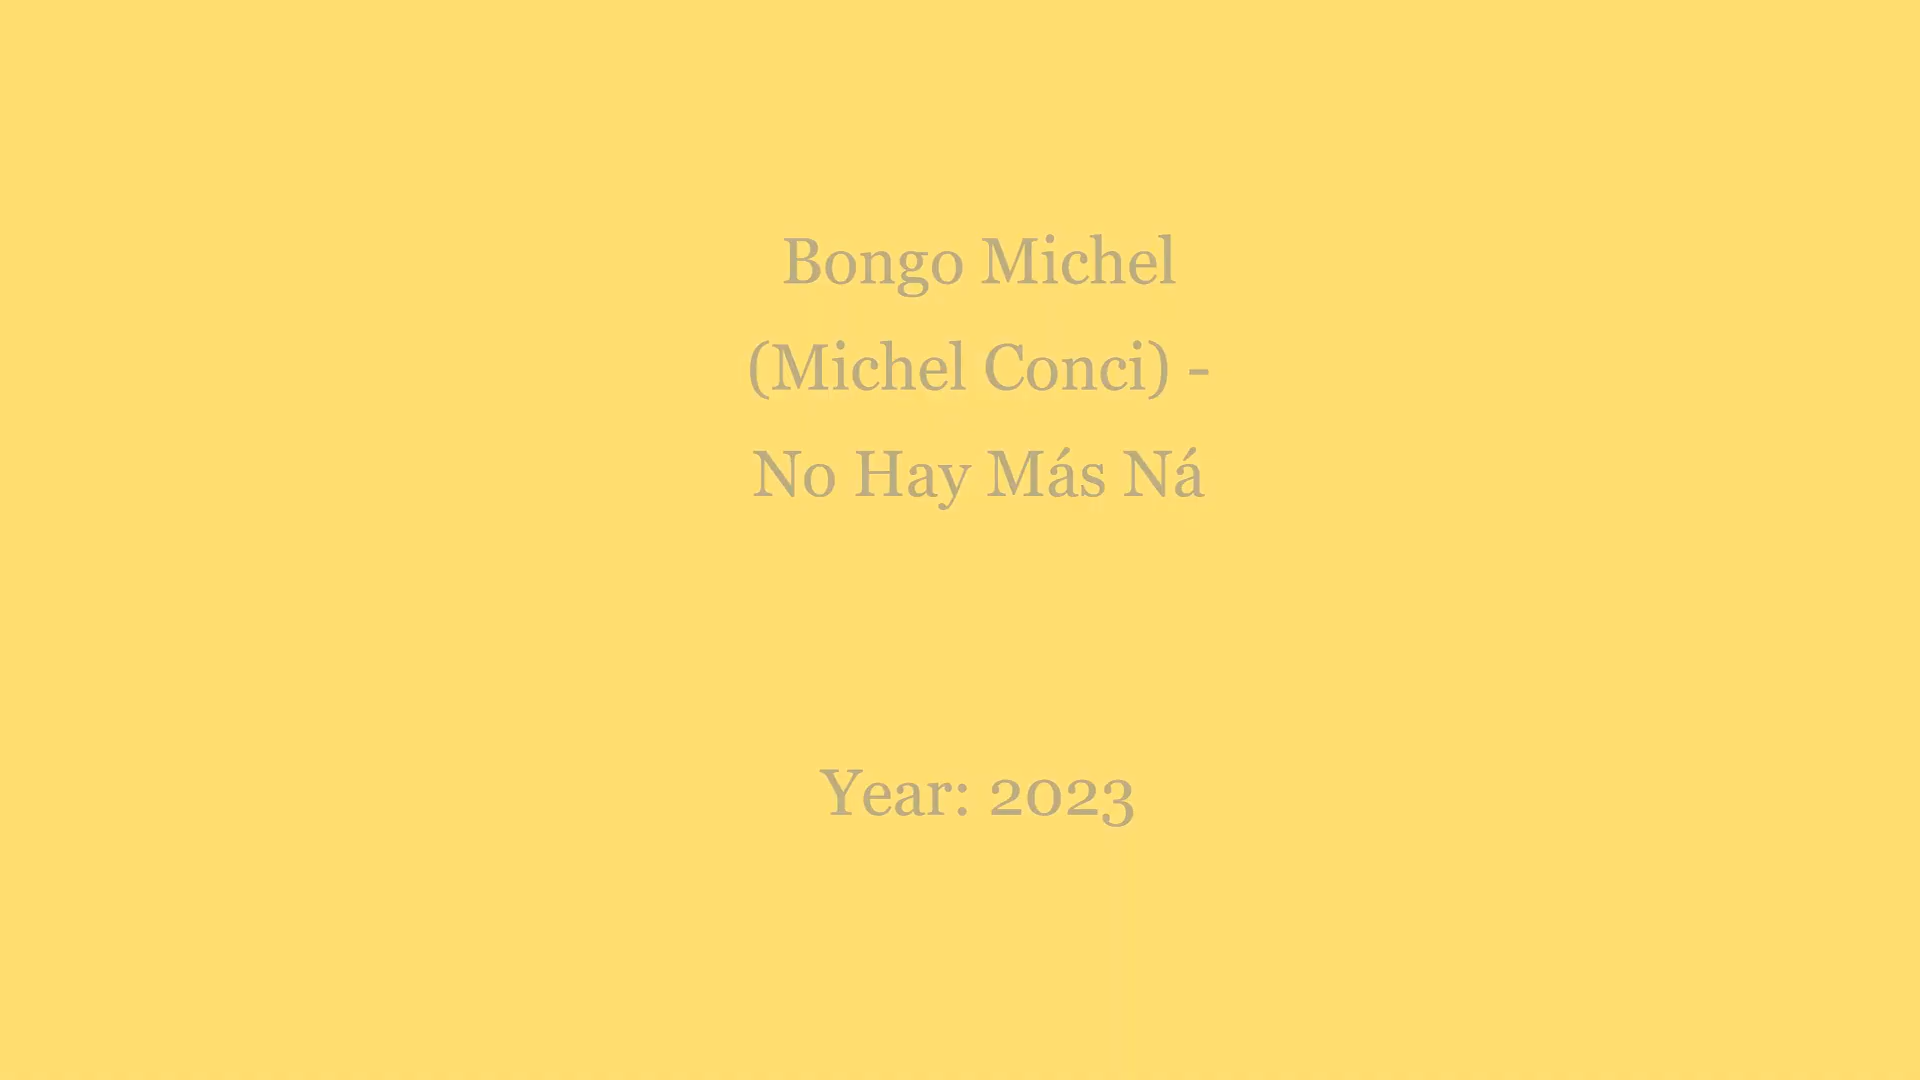 Bongo Michel
(Michel Conci) -
No Hay Más Ná
Year: 2023